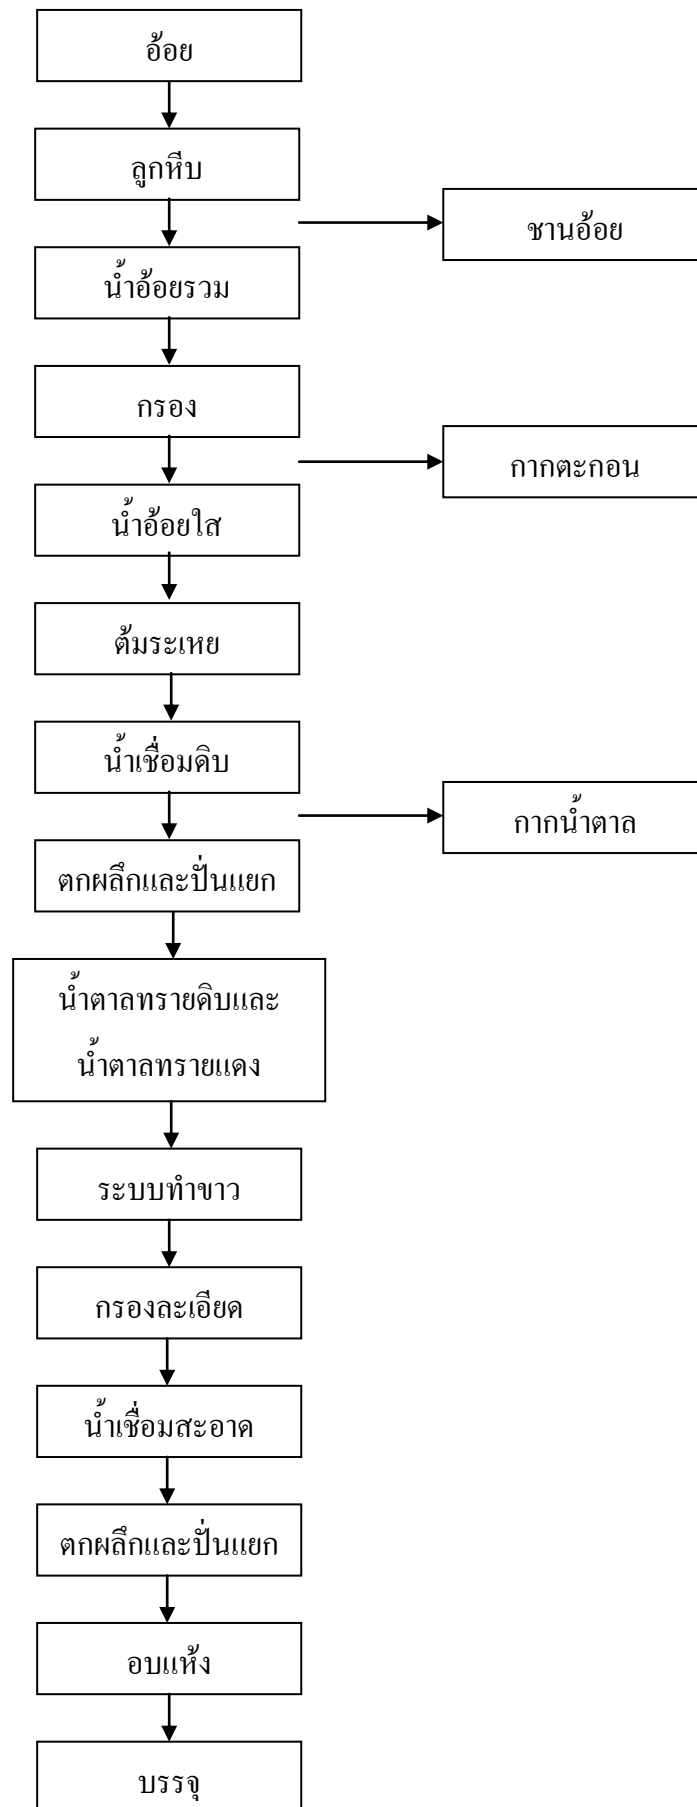 อ้อย
ลูกหีบ
ชานอ้อย
น้ำอ้อยรวม
กรอง
กากตะกอน
น้ำอ้อยใส
ต้มระเหย
น้ำเชื่อมดิบ
กากน้ำตาล
ตกผลึกและปั่นแยก
น้ำตาลทรายดิบและ
น้ำตาลทรายแดง
ระบบทำขาว
กรองละเอียด
น้ำเชื่อมสะอาด
ตกผลึกและปั่นแยก
อบแห้ง
บรรจุ